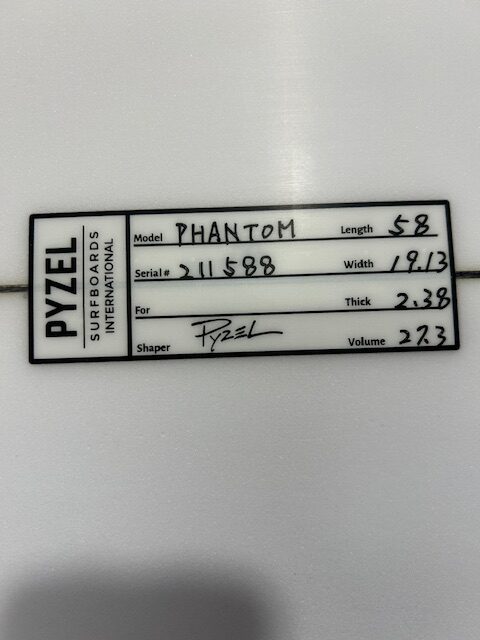 PYZEL
SURFBOARDS
INTERNATIONAL
Model PHANTOM Length 58
Serial# 211588 Width 19.13
For Thick 2.38
Shaper PYZEL Volume 27.3